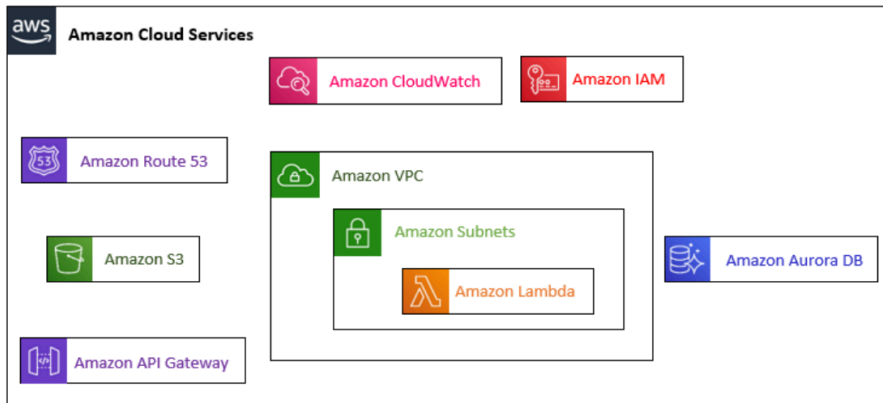 aws
Amazon Cloud Services
Amazon CloudWatch
Amazon IAM
53
Amazon Route 53
Amazon VPC
Amazon Subnets
Amazon S3
Amazon Aurora DB
Amazon Lambda
</>
Amazon API Gateway